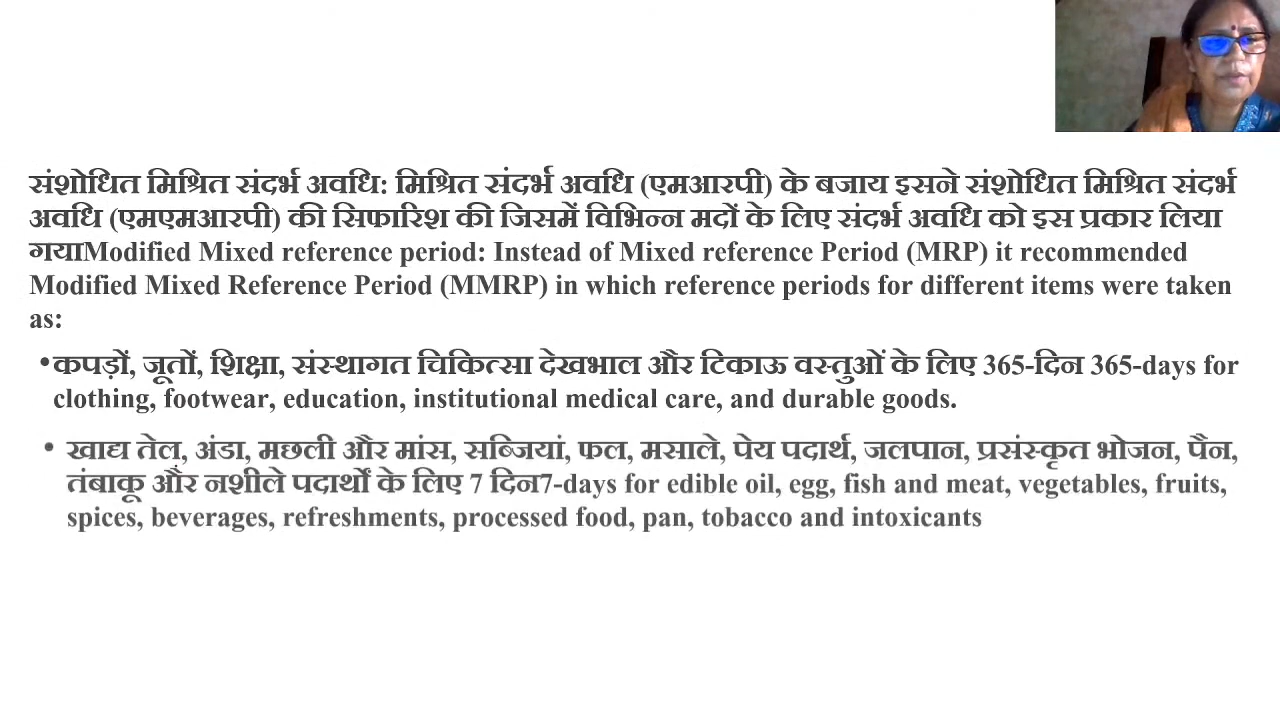 संशोधित मिश्रित संदर्भ अवधि: मिश्रित संदर्भ अवधि (एमआरपी) के बजाय इसने संशोधित मिश्रित संदर्भ
अवधि (एमएमआरपी) की सिफारिश की जिसमें विभिन्न मदों के लिए संदर्भ अवधि को इस प्रकार लिया
गयाModified Mixed reference period: Instead of Mixed reference Period (MRP) it recommended
Modified Mixed Reference Period (MMRP) in which reference periods for different items were taken
as:
•कपड़ों, जूतों, शिक्षा, संस्थागत चिकित्सा देखभाल और टिकाऊ वस्तुओं के लिए 365-दिन 365-days for
clothing, footwear, education, institutional medical care, and durable goods.
• खाद्य तेल, अंडा, मछली और मांस, सब्जियां, फल, मसाले, पेय पदार्थ, जलपान, प्रसंस्कृत भोजन, पैन,
तंबाकू और नशीले पदार्थों के लिए 7 दिन7-days for edible oil, egg, fish and meat, vegetables, fruits,
spices, beverages, refreshments, processed food, pan, tobacco and intoxicants